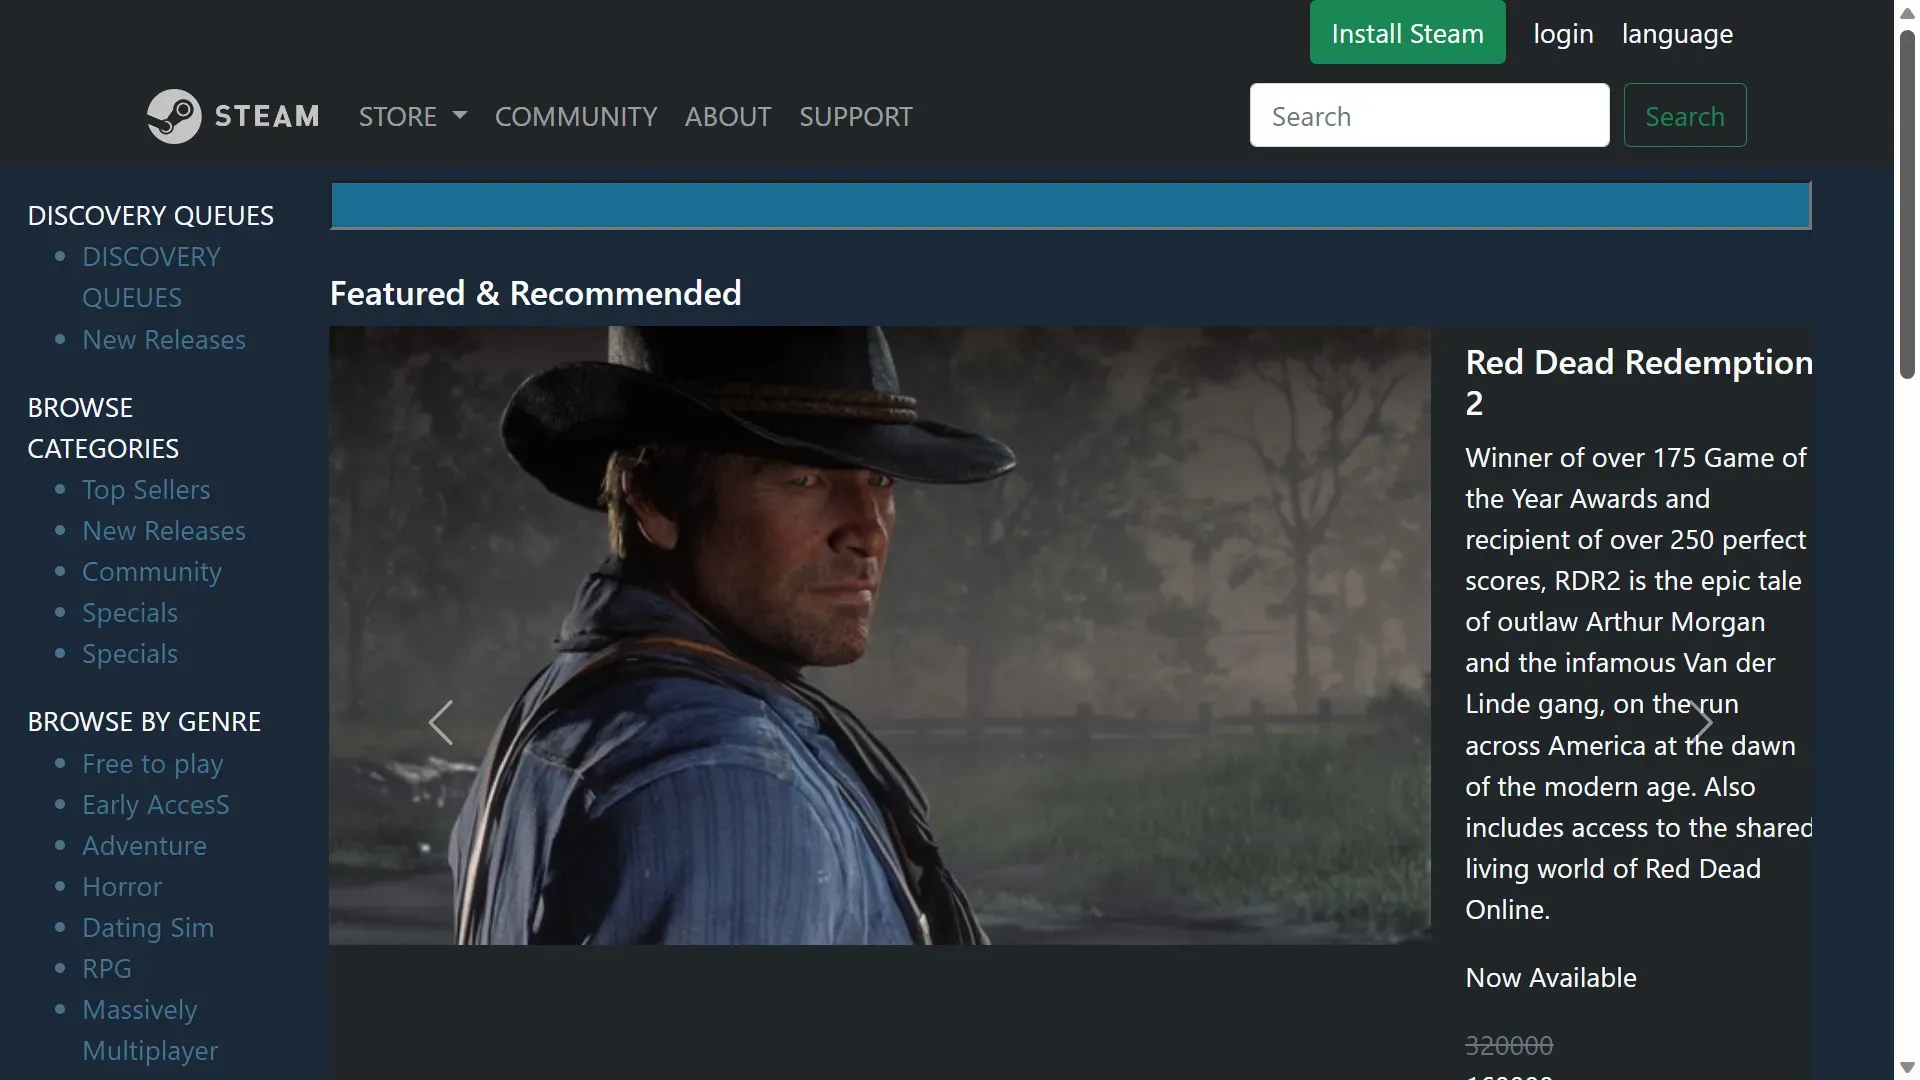 Install Steam
login
language
STEAM
STORE
COMMUNITY
ABOUT
SUPPORT
Search
Search
DISCOVERY QUEUES
DISCOVERY
QUEUES
New Releases
BROWSE
CATEGORIES
Top Sellers
New Releases
Community
Specials
Specials
BROWSE BY GENRE
Free to play
Early AccesS
Adventure
Horror
Dating Sim
RPG
Massively
Multiplayer
Featured & Recommended
Red Dead Redemption
2
Winner of over 175 Game of
the Year Awards and
recipient of over 250 perfect
scores, RDR2 is the epic tale
of outlaw Arthur Morgan
and the infamous Van der
Linde gang, on the run
across America at the dawn
of the modern age. Also
includes access to the shared
living world of Red Dead
Online.
Now Available
320000